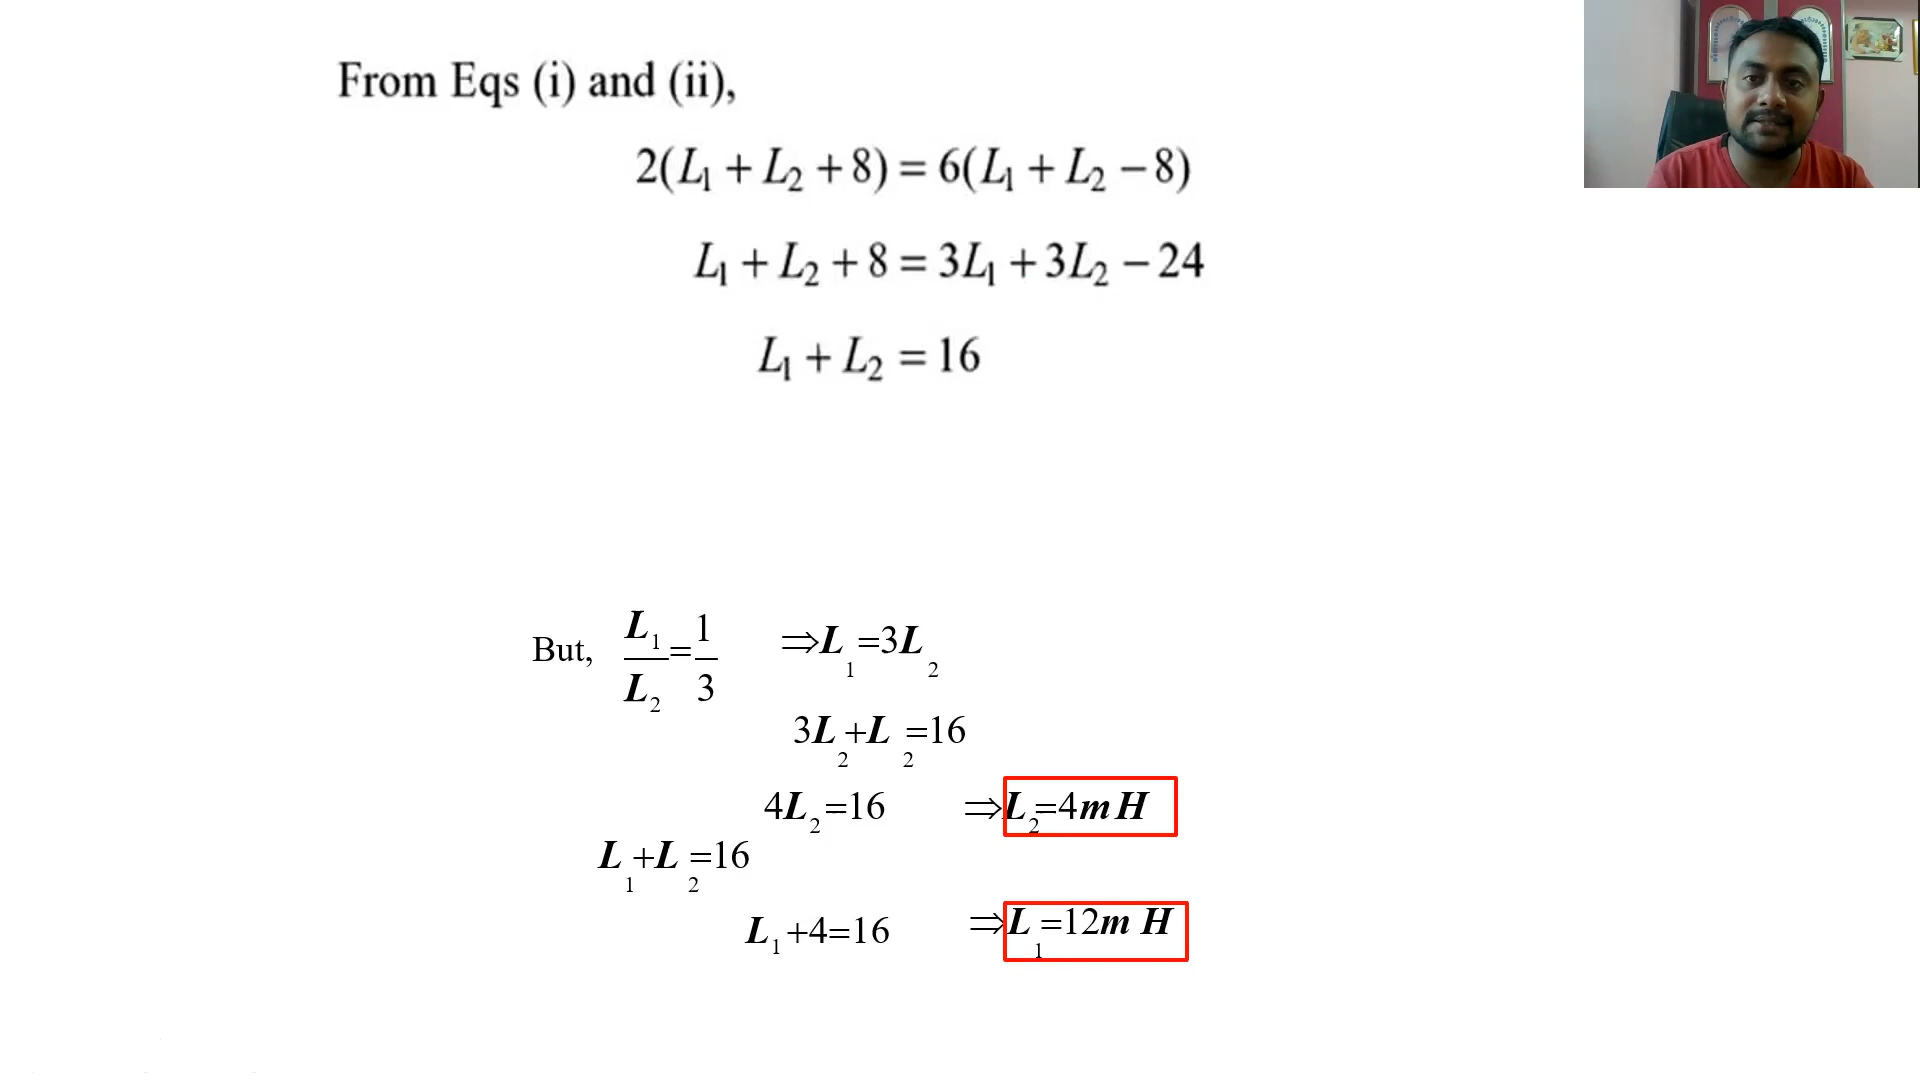 From Eqs (i) and (ii),
2(L₁ + L₂ + 8) = 6(L₁ + L₂ − 8)
L₁ + L₂ + 8 = 3L₁ + 3L₂ − 24
L₁ + L₂ = 16
But, L₁/L₂ = 1/3 ⇒ L₁ = 3L₂
3L₂ + L₂ = 16
4L₂ = 16 ⇒ L₂ = 4mH
L₁ + L₂ = 16
L₁ + 4 = 16 ⇒ L₁ = 12mH